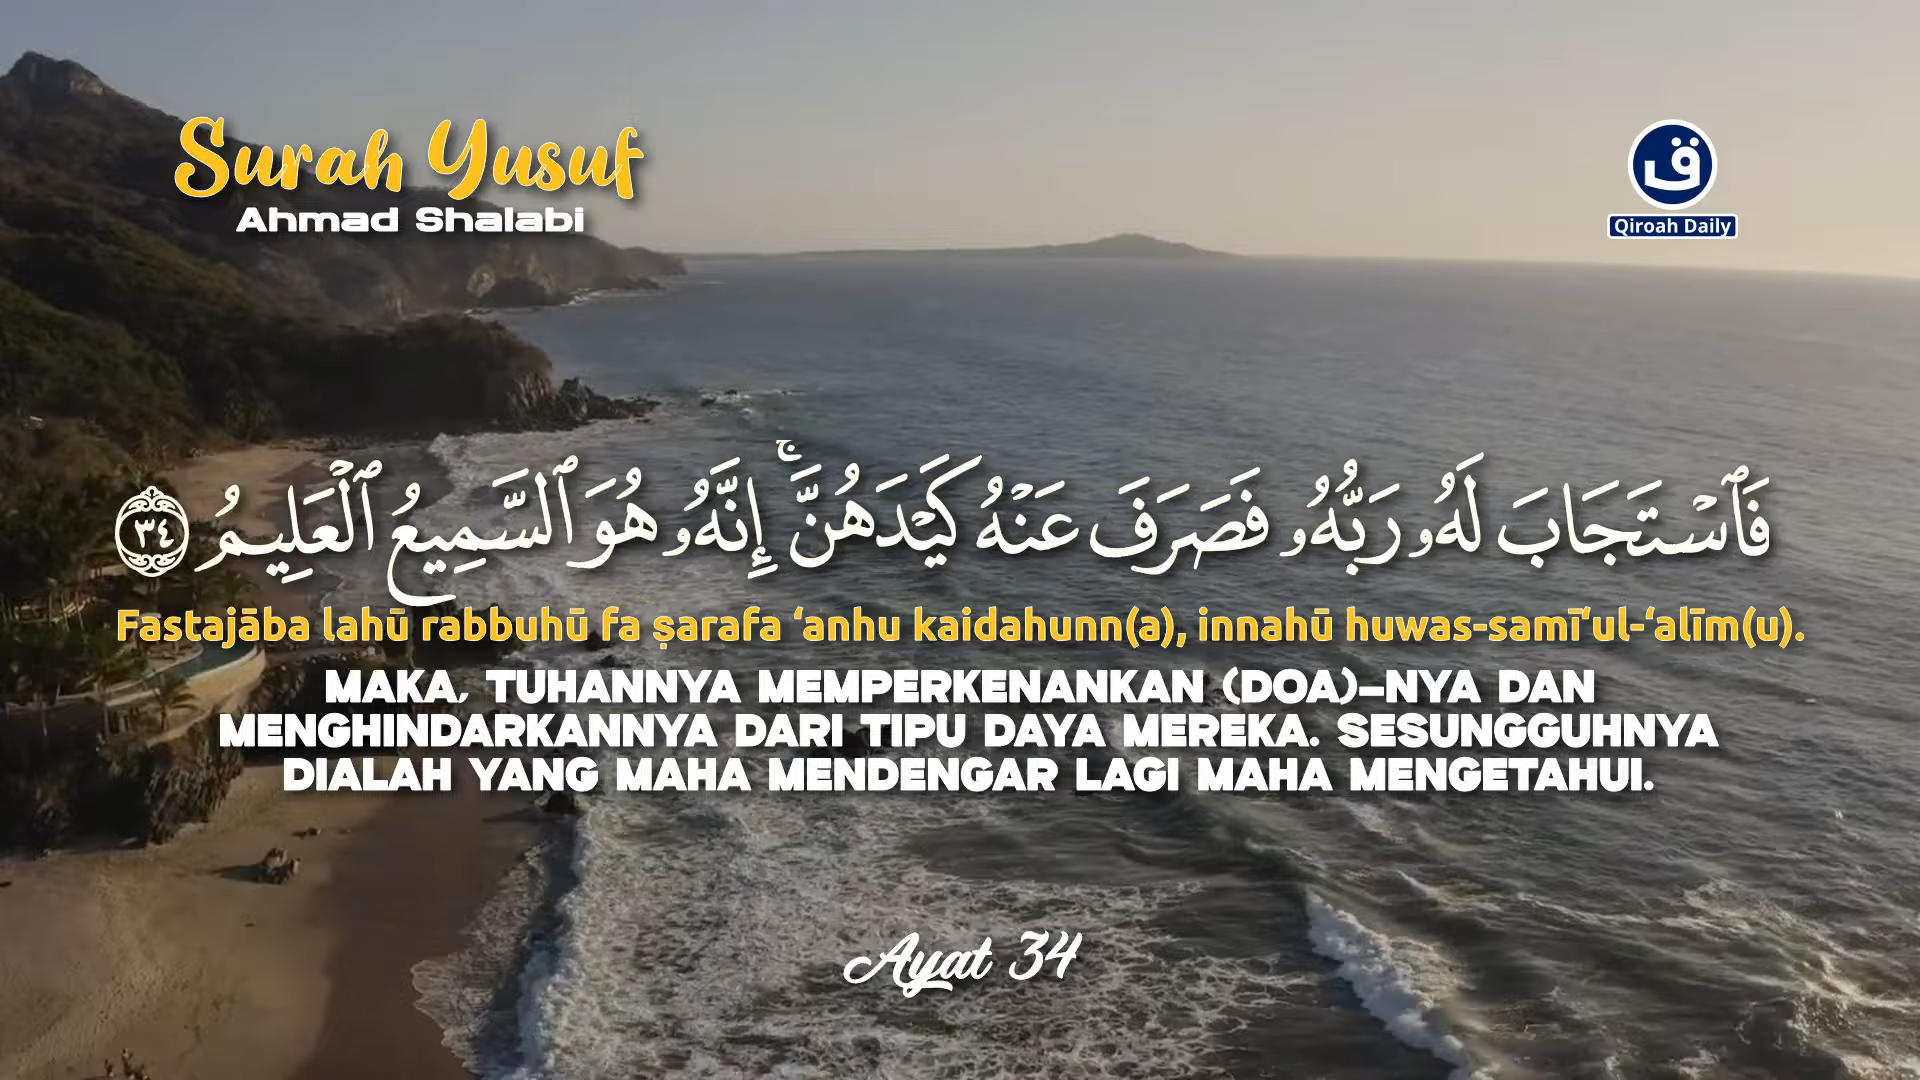 Surah Yusuf
Ahmad Shalabi
ق
Qiroah Daily
فَٱسْتَجَابَ لَهُۥ رَبُّهُۥ فَصَرَفَ عَنْهُ كَيْدَهُنَّ ۚ إِنَّهُۥ هُوَ ٱلسَّمِيعُ ٱلْعَلِيمُ ٣٤
Fastajāba lahū rabbuhū fa ṣarafa ‘anhu kaidahunn(a), innahū huwas-samī‘ul-‘alīm(u).
MAKA, TUHANNYA MEMPERKENANKAN (DOA)-NYA DAN
MENGHINDARKANNYA DARI TIPU DAYA MEREKA. SESUNGGUHNYA
DIALAH YANG MAHA MENDENGAR LAGI MAHA MENGETAHUI.
Ayat 34